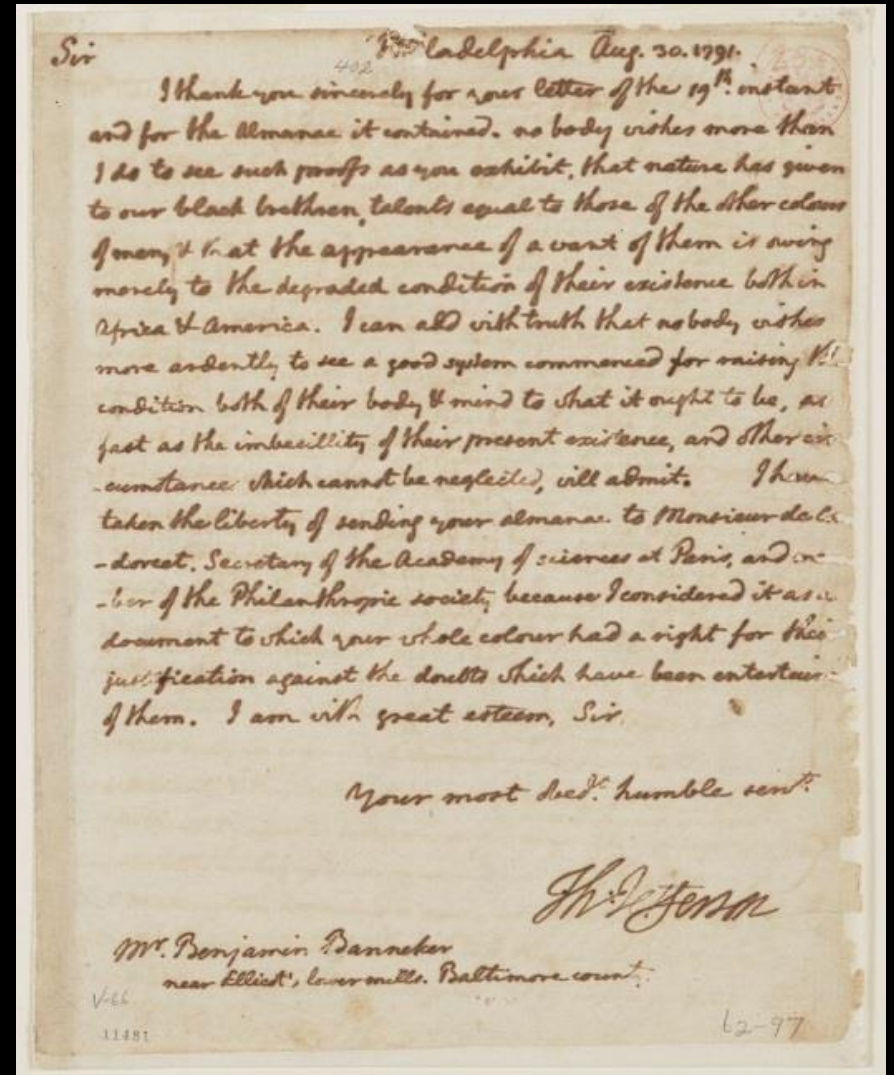 Sir
Philadelphia Aug. 30. 1791.
402
I thank you sincerely for your letter of the 19th. instant
and for the Almanac it contained. no body wishes more than
I do to see such proofs as you exhibit, that nature has given
to our black brethren, talents equal to those of the other colours
of men, & that the appearance of a want of them is owing
merely to the degraded condition of their existence both in
Africa & America. I can add with truth that no body wishes
more ardently to see a good system commenced for raising the
condition both of their body & mind to what it ought to be, as
fast as the imbecillity of their present existence, and other cir
-cumstance which cannot be neglected, will admit. I have
taken the liberty of sending your almanac to Monsieur de
-dorcet, Secretary of the Academy of sciences at Paris, and
-ber of the Philanthropic society because I considered it as a
document to which your whole colour had a right for their
justification against the doubts which have been entertain
of them. I am with great esteem, Sir
Your most obedt. humble servt.
Th: Jefferson
Mr. Benjamin Banneker
near Ellicot's, lower mills. Baltimore county.
V-66
11481
62-97